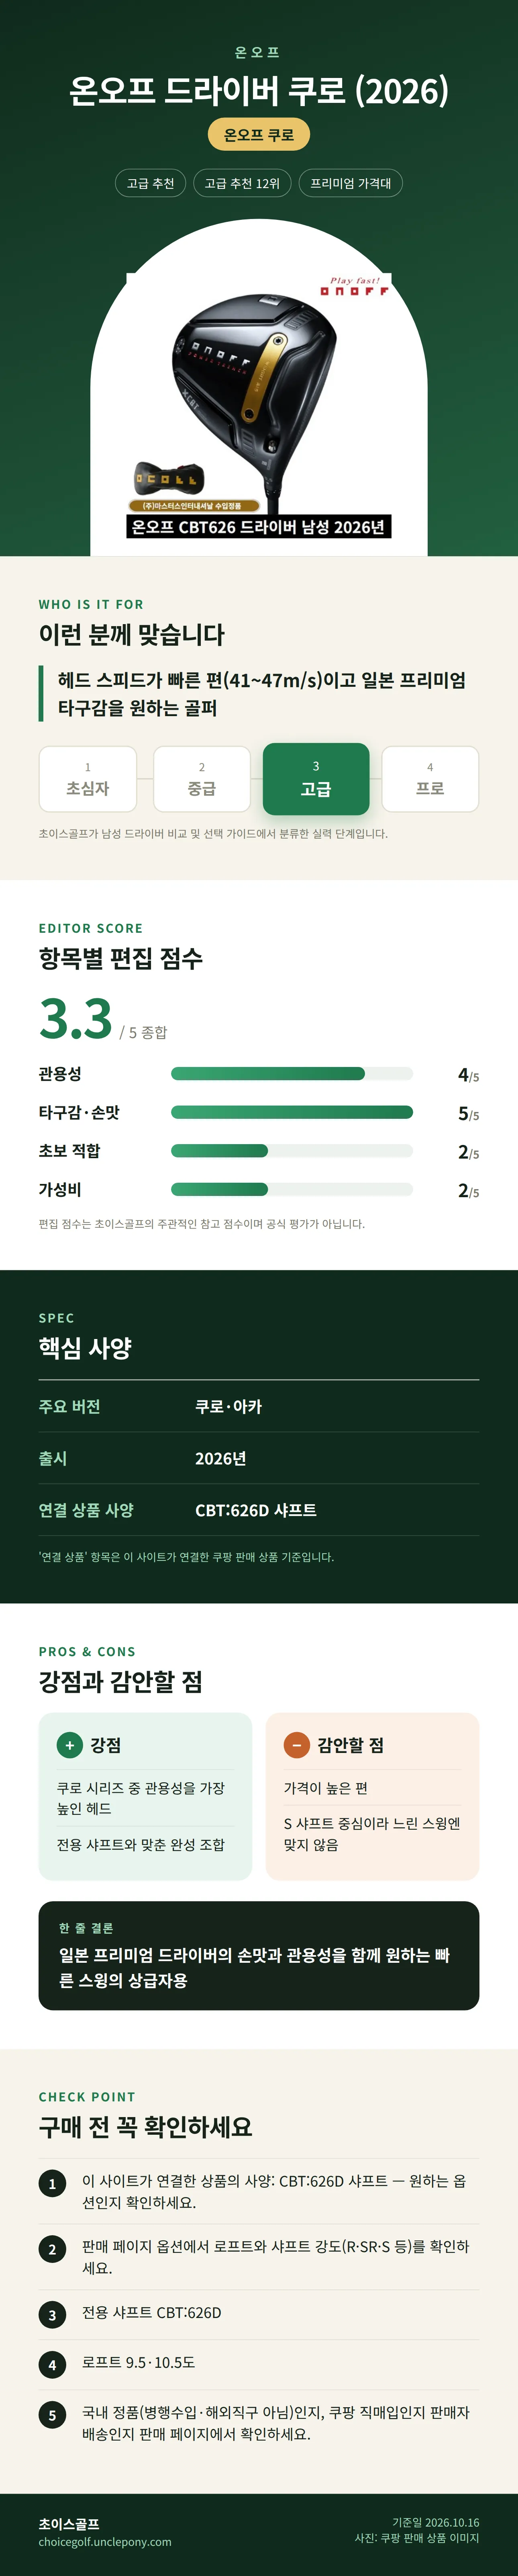 온오프
온오프 드라이버 쿠로 (2026)
온오프 쿠로
고급 추천
고급 추천 12위
프리미엄 가격대
Play fast!
ONOFF
ONOFF
POWER TRENCH
CBT
(주)마스터스인터내셔날 수입정품
온오프 CBT626 드라이버 남성 2026년
WHO IS IT FOR
이런 분께 맞습니다
헤드 스피드가 빠른 편(41~47m/s)이고 일본 프리미엄
타구감을 원하는 골퍼
1
초심자
2
중급
3
고급
4
프로
초이스골프가 남성 드라이버 비교 및 선택 가이드에서 분류한 실력 단계입니다.
EDITOR SCORE
항목별 편집 점수
3.3 / 5 종합
관용성 4/5
타구감·손맛 5/5
초보 적합 2/5
가성비 2/5
편집 점수는 초이스골프의 주관적인 참고 점수이며 공식 평가가 아닙니다.
SPEC
핵심 사양
주요 버전 쿠로·아카
출시 2026년
연결 상품 사양 CBT:626D 샤프트
'연결 상품' 항목은 이 사이트가 연결한 쿠팡 판매 상품 기준입니다.
PROS & CONS
강점과 감안할 점
+ 강점
쿠로 시리즈 중 관용성을 가장
높인 헤드
전용 샤프트와 맞춘 완성 조합
− 감안할 점
가격이 높은 편
S 샤프트 중심이라 느린 스윙엔
맞지 않음
한 줄 결론
일본 프리미엄 드라이버의 손맛과 관용성을 함께 원하는 빠
른 스윙의 상급자용
CHECK POINT
구매 전 꼭 확인하세요
1 이 사이트가 연결한 상품의 사양: CBT:626D 샤프트 — 원하는 옵
션인지 확인하세요.
2 판매 페이지 옵션에서 로프트와 샤프트 강도(R·SR·S 등)를 확인하
세요.
3 전용 샤프트 CBT:626D
4 로프트 9.5·10.5도
5 국내 정품(병행수입·해외직구 아님)인지, 쿠팡 직매입인지 판매자
배송인지 판매 페이지에서 확인하세요.
초이스골프
choicegolf.unclepony.com
기준일 2026.10.16
사진: 쿠팡 판매 상품 이미지